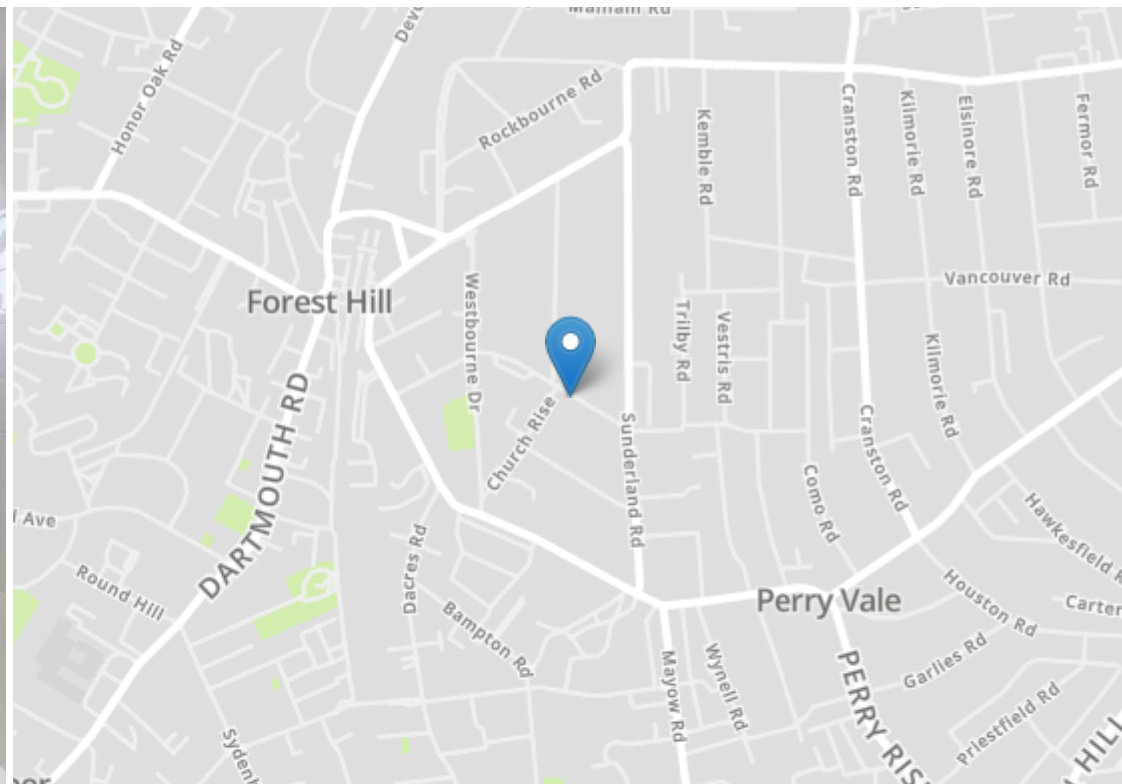 Malham Rd
Honor Oak Rd
Rockbourne Rd
Kemble Rd
Cranston Rd
Kilmorie Rd
Elsinore Rd
Fermor Rd
Vancouver Rd
Forest Hill
Westbourne Dr
Trilby Rd
Vestris Rd
Kilmorie Rd
Church Rise
Sunderland Rd
Cranston Rd
DARTMOUTH RD
Como Rd
Ave
Hawkesfield
Round Hill
Dacres Rd
Bampton Rd
Perry Vale
Houston Rd
Carter
Mayow Rd
Wynell Rd
Garlies Rd
PERRY RIS
Priestfield Rd
HILL